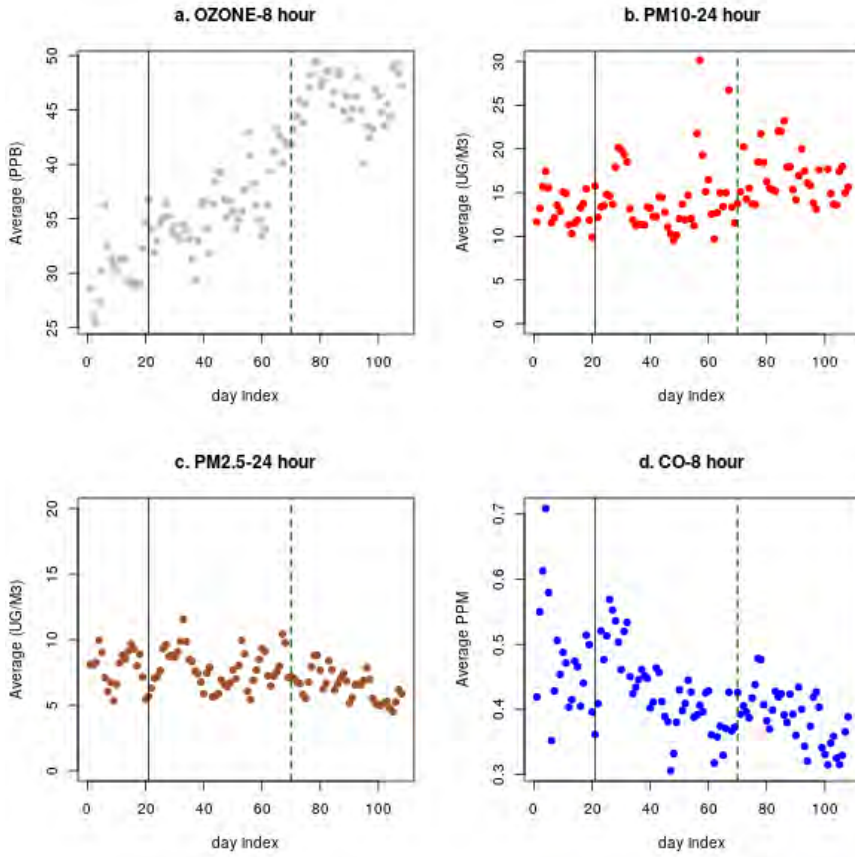 a. OZONE-8 hour
50
45
40
35
30
25
Average (PPB)
0 20 40 60 80 100
day index
b. PM10-24 hour
30
25
20
15
10
5
0
Average (UG/M3)
0 20 40 60 80 100
day index
c. PM2.5-24 hour
20
15
10
5
0
Average (UG/M3)
0 20 40 60 80 100
day index
d. CO-8 hour
0.7
0.6
0.5
0.4
0.3
Average PPM
0 20 40 60 80 100
day index